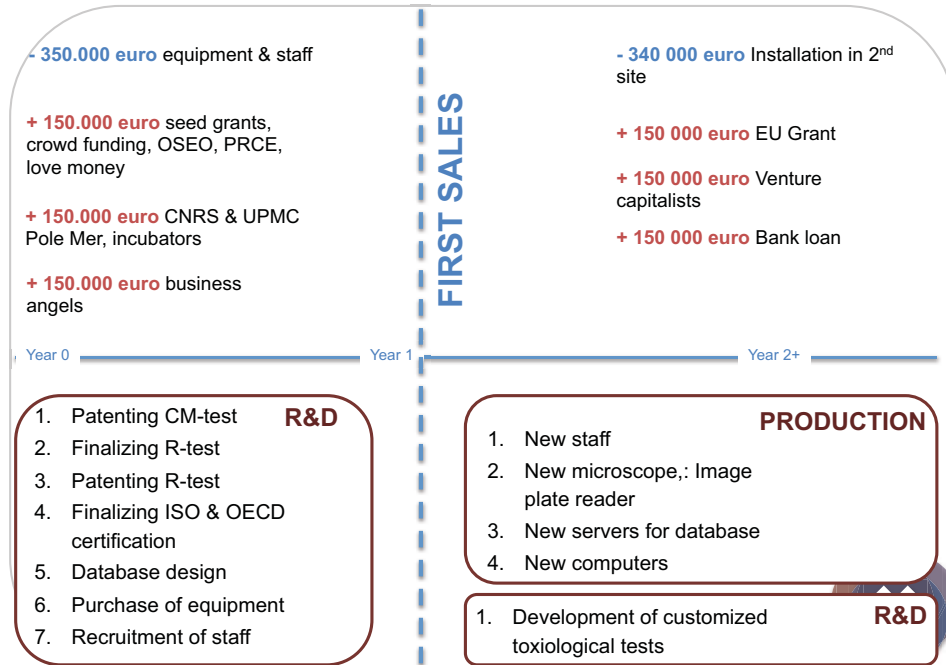 - 350.000 euro equipment & staff
+ 150.000 euro seed grants,
crowd funding, OSEO, PRCE,
love money
+ 150.000 euro CNRS & UPMC
Pole Mer, incubators
+ 150.000 euro business
angels
FIRST SALES
- 340 000 euro Installation in 2nd
site
+ 150 000 euro EU Grant
+ 150 000 euro Venture
capitalists
+ 150 000 euro Bank loan
Year 0
Year 1
Year 2+
R&D
1. Patenting CM-test
2. Finalizing R-test
3. Patenting R-test
4. Finalizing ISO & OECD
certification
5. Database design
6. Purchase of equipment
7. Recruitment of staff
PRODUCTION
1. New staff
2. New microscope,: Image
plate reader
3. New servers for database
4. New computers
R&D
1. Development of customized
toxiological tests